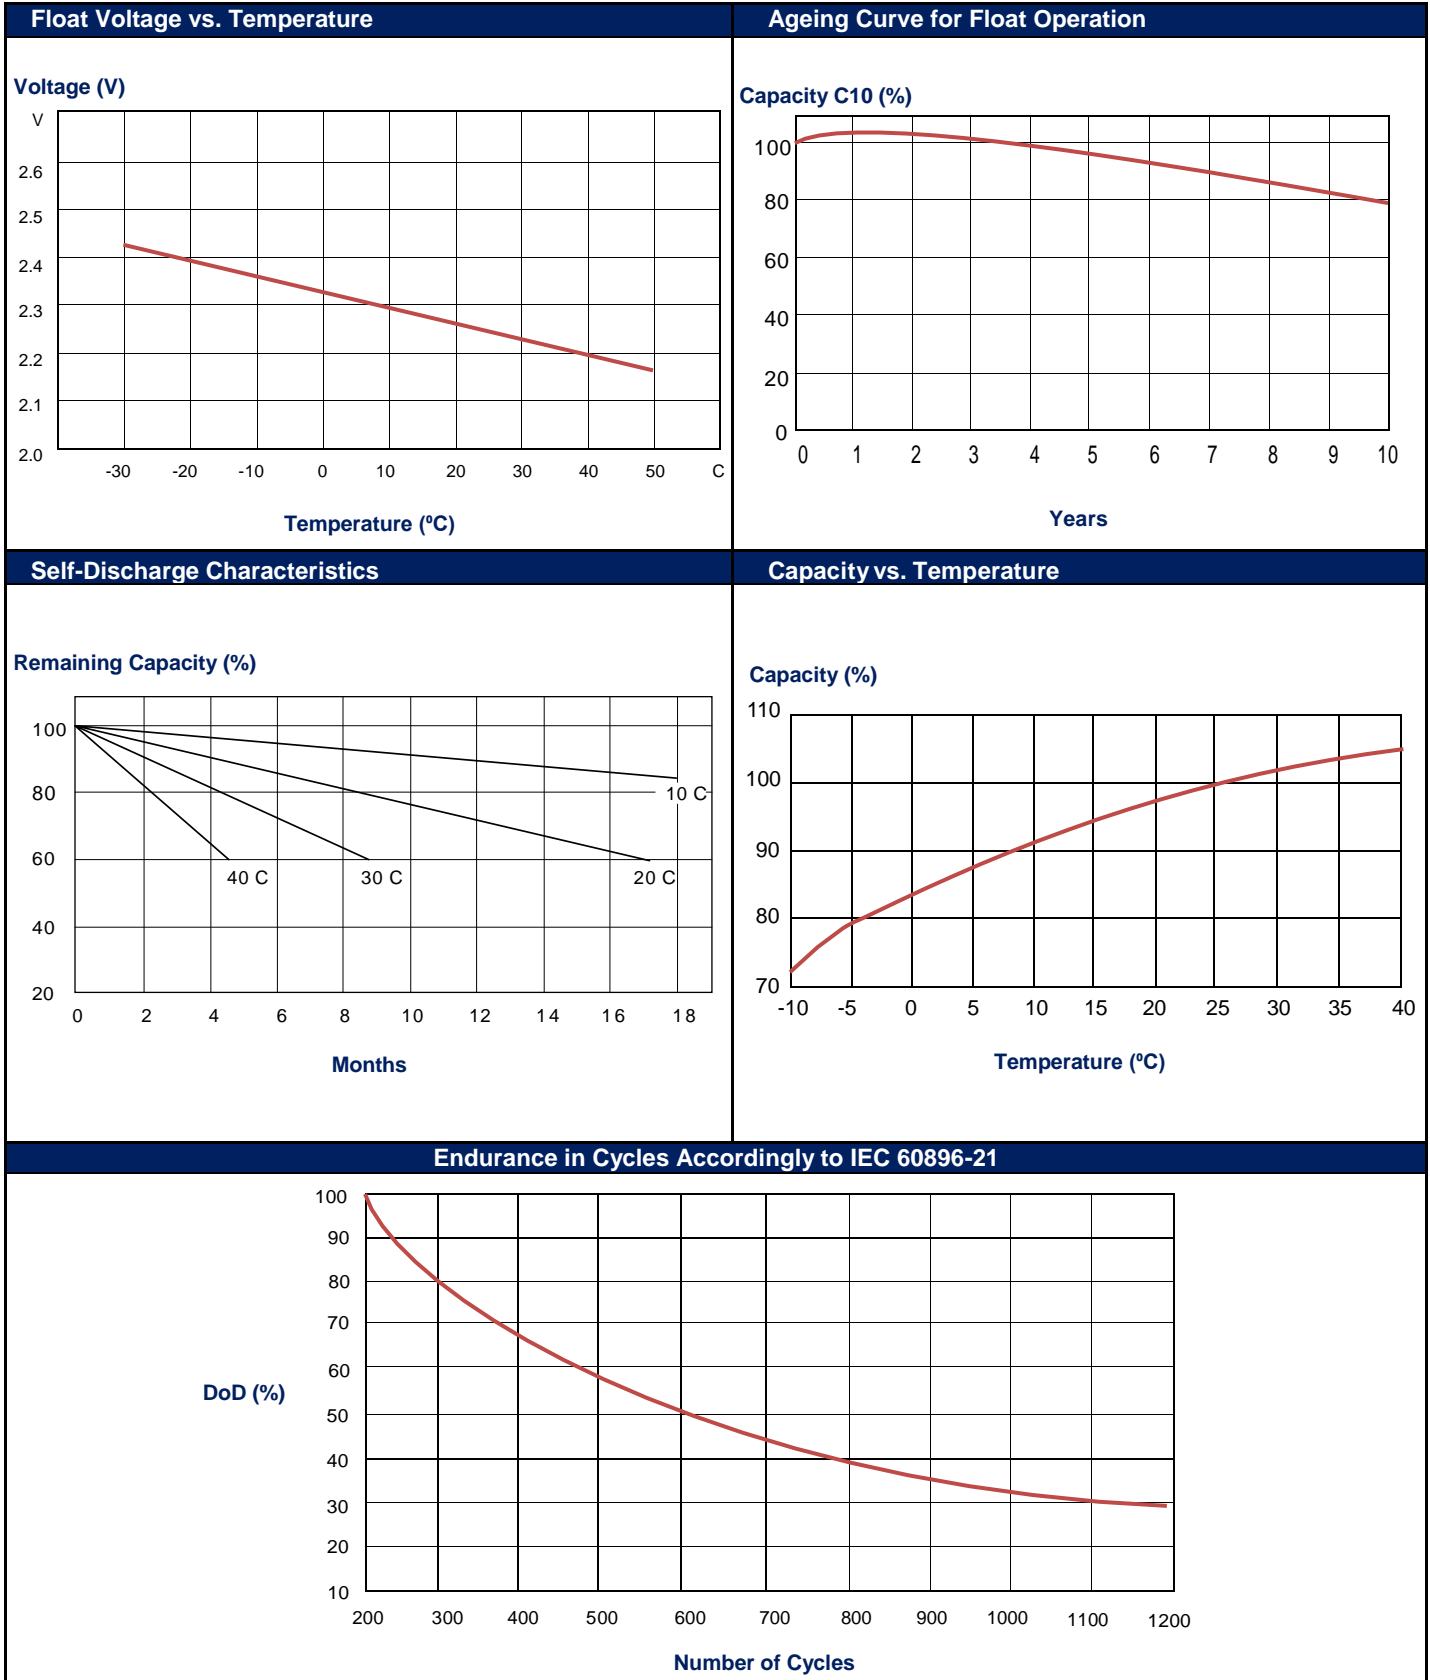 Float Voltage vs. Temperature
Voltage (V)
V
2.6
2.5
2.4
2.3
2.2
2.1
2.0
-30 -20 -10 0 10 20 30 40 50 C
Temperature (ºC)
Ageing Curve for Float Operation
Capacity C10 (%)
100
80
60
40
20
0
0 1 2 3 4 5 6 7 8 9 10
Years
Self-Discharge Characteristics
Remaining Capacity (%)
100
80
60
40
20
10 C
40 C 30 C 20 C
0 2 4 6 8 10 12 14 16 18
Months
Capacity vs. Temperature
Capacity (%)
110
100
90
80
70
-10 -5 0 5 10 15 20 25 30 35 40
Temperature (ºC)
Endurance in Cycles Accordingly to IEC 60896-21
100
90
80
70
60
DoD (%)
50
40
30
20
10
200 300 400 500 600 700 800 900 1000 1100 1200
Number of Cycles